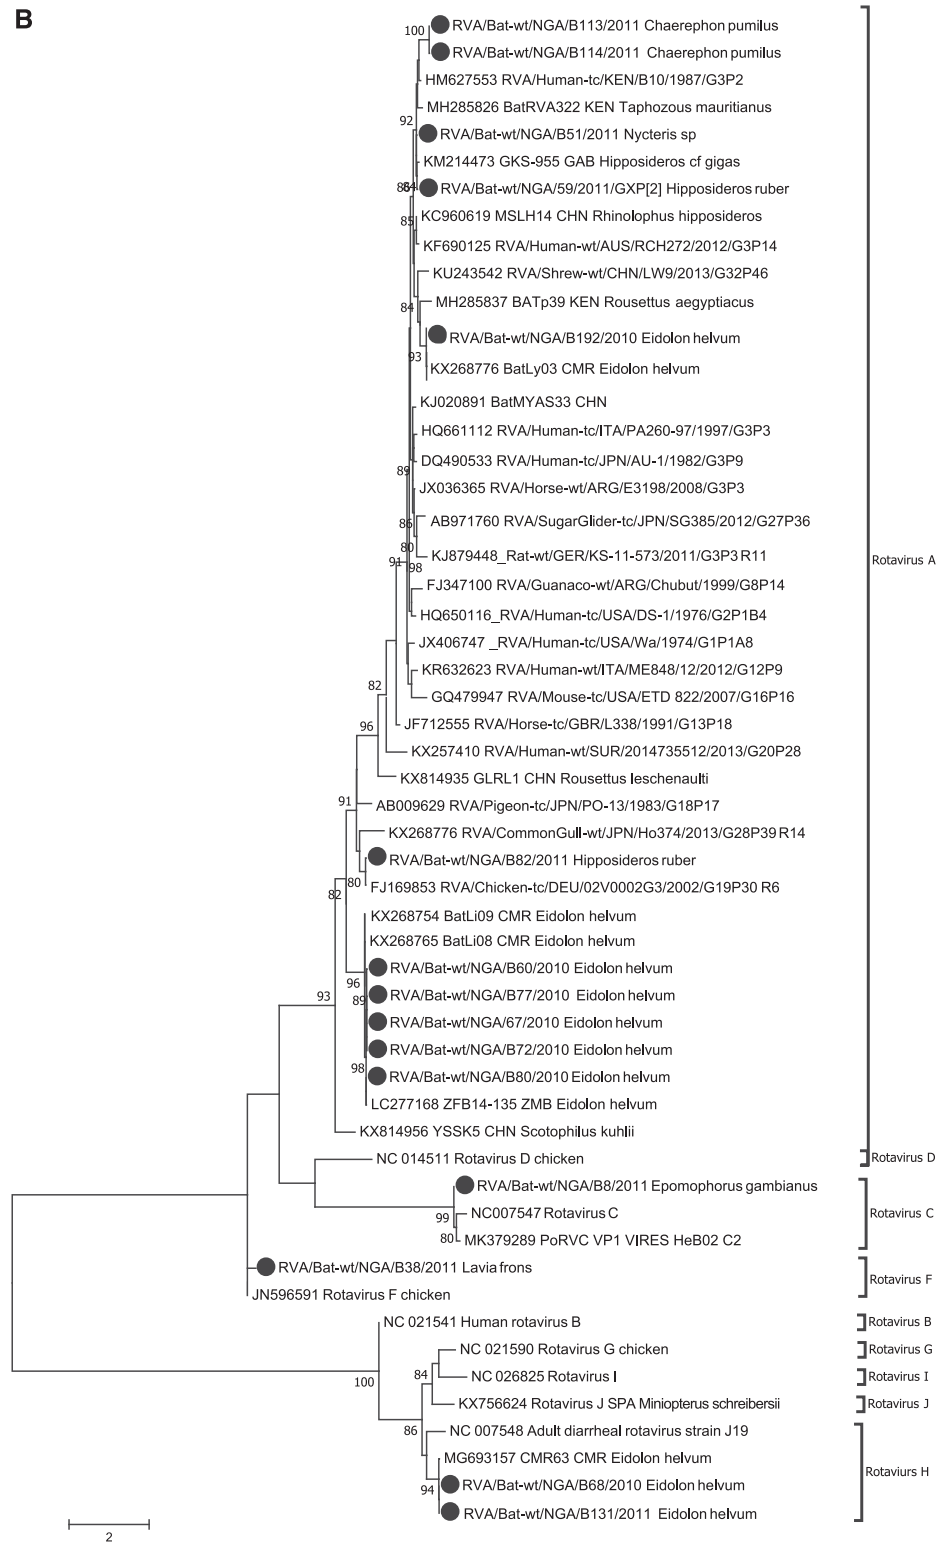 B
100
RVA/Bat-wt/NGA/B113/2011 Chaerephon pumilus
RVA/Bat-wt/NGA/B114/2011 Chaerephon pumilus
HM627553 RVA/Human-tc/KEN/B10/1987/G3P2
MH285826 BatRVA322 KEN Taphozous mauritianus
92
RVA/Bat-wt/NGA/B51/2011 Nycteris sp
KM214473 GKS-955 GAB Hipposideros cf gigas
84
RVA/Bat-wt/NGA/59/2011/GXP[2] Hipposideros ruber
KC960619 MSLH14 CHN Rhinolophus hipposideros
85
KF690125 RVA/Human-wt/AUS/RCH272/2012/G3P14
KU243542 RVA/Shrew-wt/CHN/LW9/2013/G32P46
MH285837 BATp39 KEN Rousettus aegyptiacus
84
RVA/Bat-wt/NGA/B192/2010 Eidolon helvum
93
KX268776 BatLy03 CMR Eidolon helvum
KJ020891 BatMYAS33 CHN
HQ661112 RVA/Human-tc/ITA/PA260-97/1997/G3P3
DQ490533 RVA/Human-tc/JPN/AU-1/1982/G3P9
89
JX036365 RVA/Horse-wt/ARG/E3198/2008/G3P3
86
AB971760 RVA/SugarGlider-tc/JPN/SG385/2012/G27P36
80
KJ879448_Rat-wt/GER/KS-11-573/2011/G3P3 R11
91
98
Rotavirus A
FJ347100 RVA/Guanaco-wt/ARG/Chubut/1999/G8P14
HQ650116_RVA/Human-tc/USA/DS-1/1976/G2P1B4
JX406747 _RVA/Human-tc/USA/Wa/1974/G1P1A8
KR632623 RVA/Human-wt/ITA/ME848/12/2012/G12P9
82
GQ479947 RVA/Mouse-tc/USA/ETD 822/2007/G16P16
96
JF712555 RVA/Horse-tc/GBR/L338/1991/G13P18
KX257410 RVA/Human-wt/SUR/2014735512/2013/G20P28
KX814935 GLRL1 CHN Rousettus leschenaulti
91
AB009629 RVA/Pigeon-tc/JPN/PO-13/1983/G18P17
KX268776 RVA/CommonGull-wt/JPN/Ho374/2013/G28P39 R14
RVA/Bat-wt/NGA/B82/2011 Hipposideros ruber
80
FJ169853 RVA/Chicken-tc/DEU/02V0002G3/2002/G19P30 R6
82
KX268754 BatLi09 CMR Eidolon helvum
KX268765 BatLi08 CMR Eidolon helvum
RVA/Bat-wt/NGA/B60/2010 Eidolon helvum
96
93
89
RVA/Bat-wt/NGA/B77/2010 Eidolon helvum
RVA/Bat-wt/NGA/67/2010 Eidolon helvum
RVA/Bat-wt/NGA/B72/2010 Eidolon helvum
98
RVA/Bat-wt/NGA/B80/2010 Eidolon helvum
LC277168 ZFB14-135 ZMB Eidolon helvum
KX814956 YSSK5 CHN Scotophilus kuhlii
NC 014511 Rotavirus D chicken
Rotavirus D
RVA/Bat-wt/NGA/B8/2011 Epomophorus gambianus
99
NC007547 Rotavirus C
Rotavirus C
80
MK379289 PoRVC VP1 VIRES HeB02 C2
RVA/Bat-wt/NGA/B38/2011 Lavia frons
Rotavirus F
JN596591 Rotavirus F chicken
NC 021541 Human rotavirus B
Rotavirus B
NC 021590 Rotavirus G chicken
Rotavirus G
84
NC 026825 Rotavirus I
Rotavirus I
100
KX756624 Rotavirus J SPA Miniopterus schreibersii
Rotavirus J
86
NC 007548 Adult diarrheal rotavirus strain J19
MG693157 CMR63 CMR Eidolon helvum
Rotaviurs H
94
RVA/Bat-wt/NGA/B68/2010 Eidolon helvum
RVA/Bat-wt/NGA/B131/2011 Eidolon helvum
2